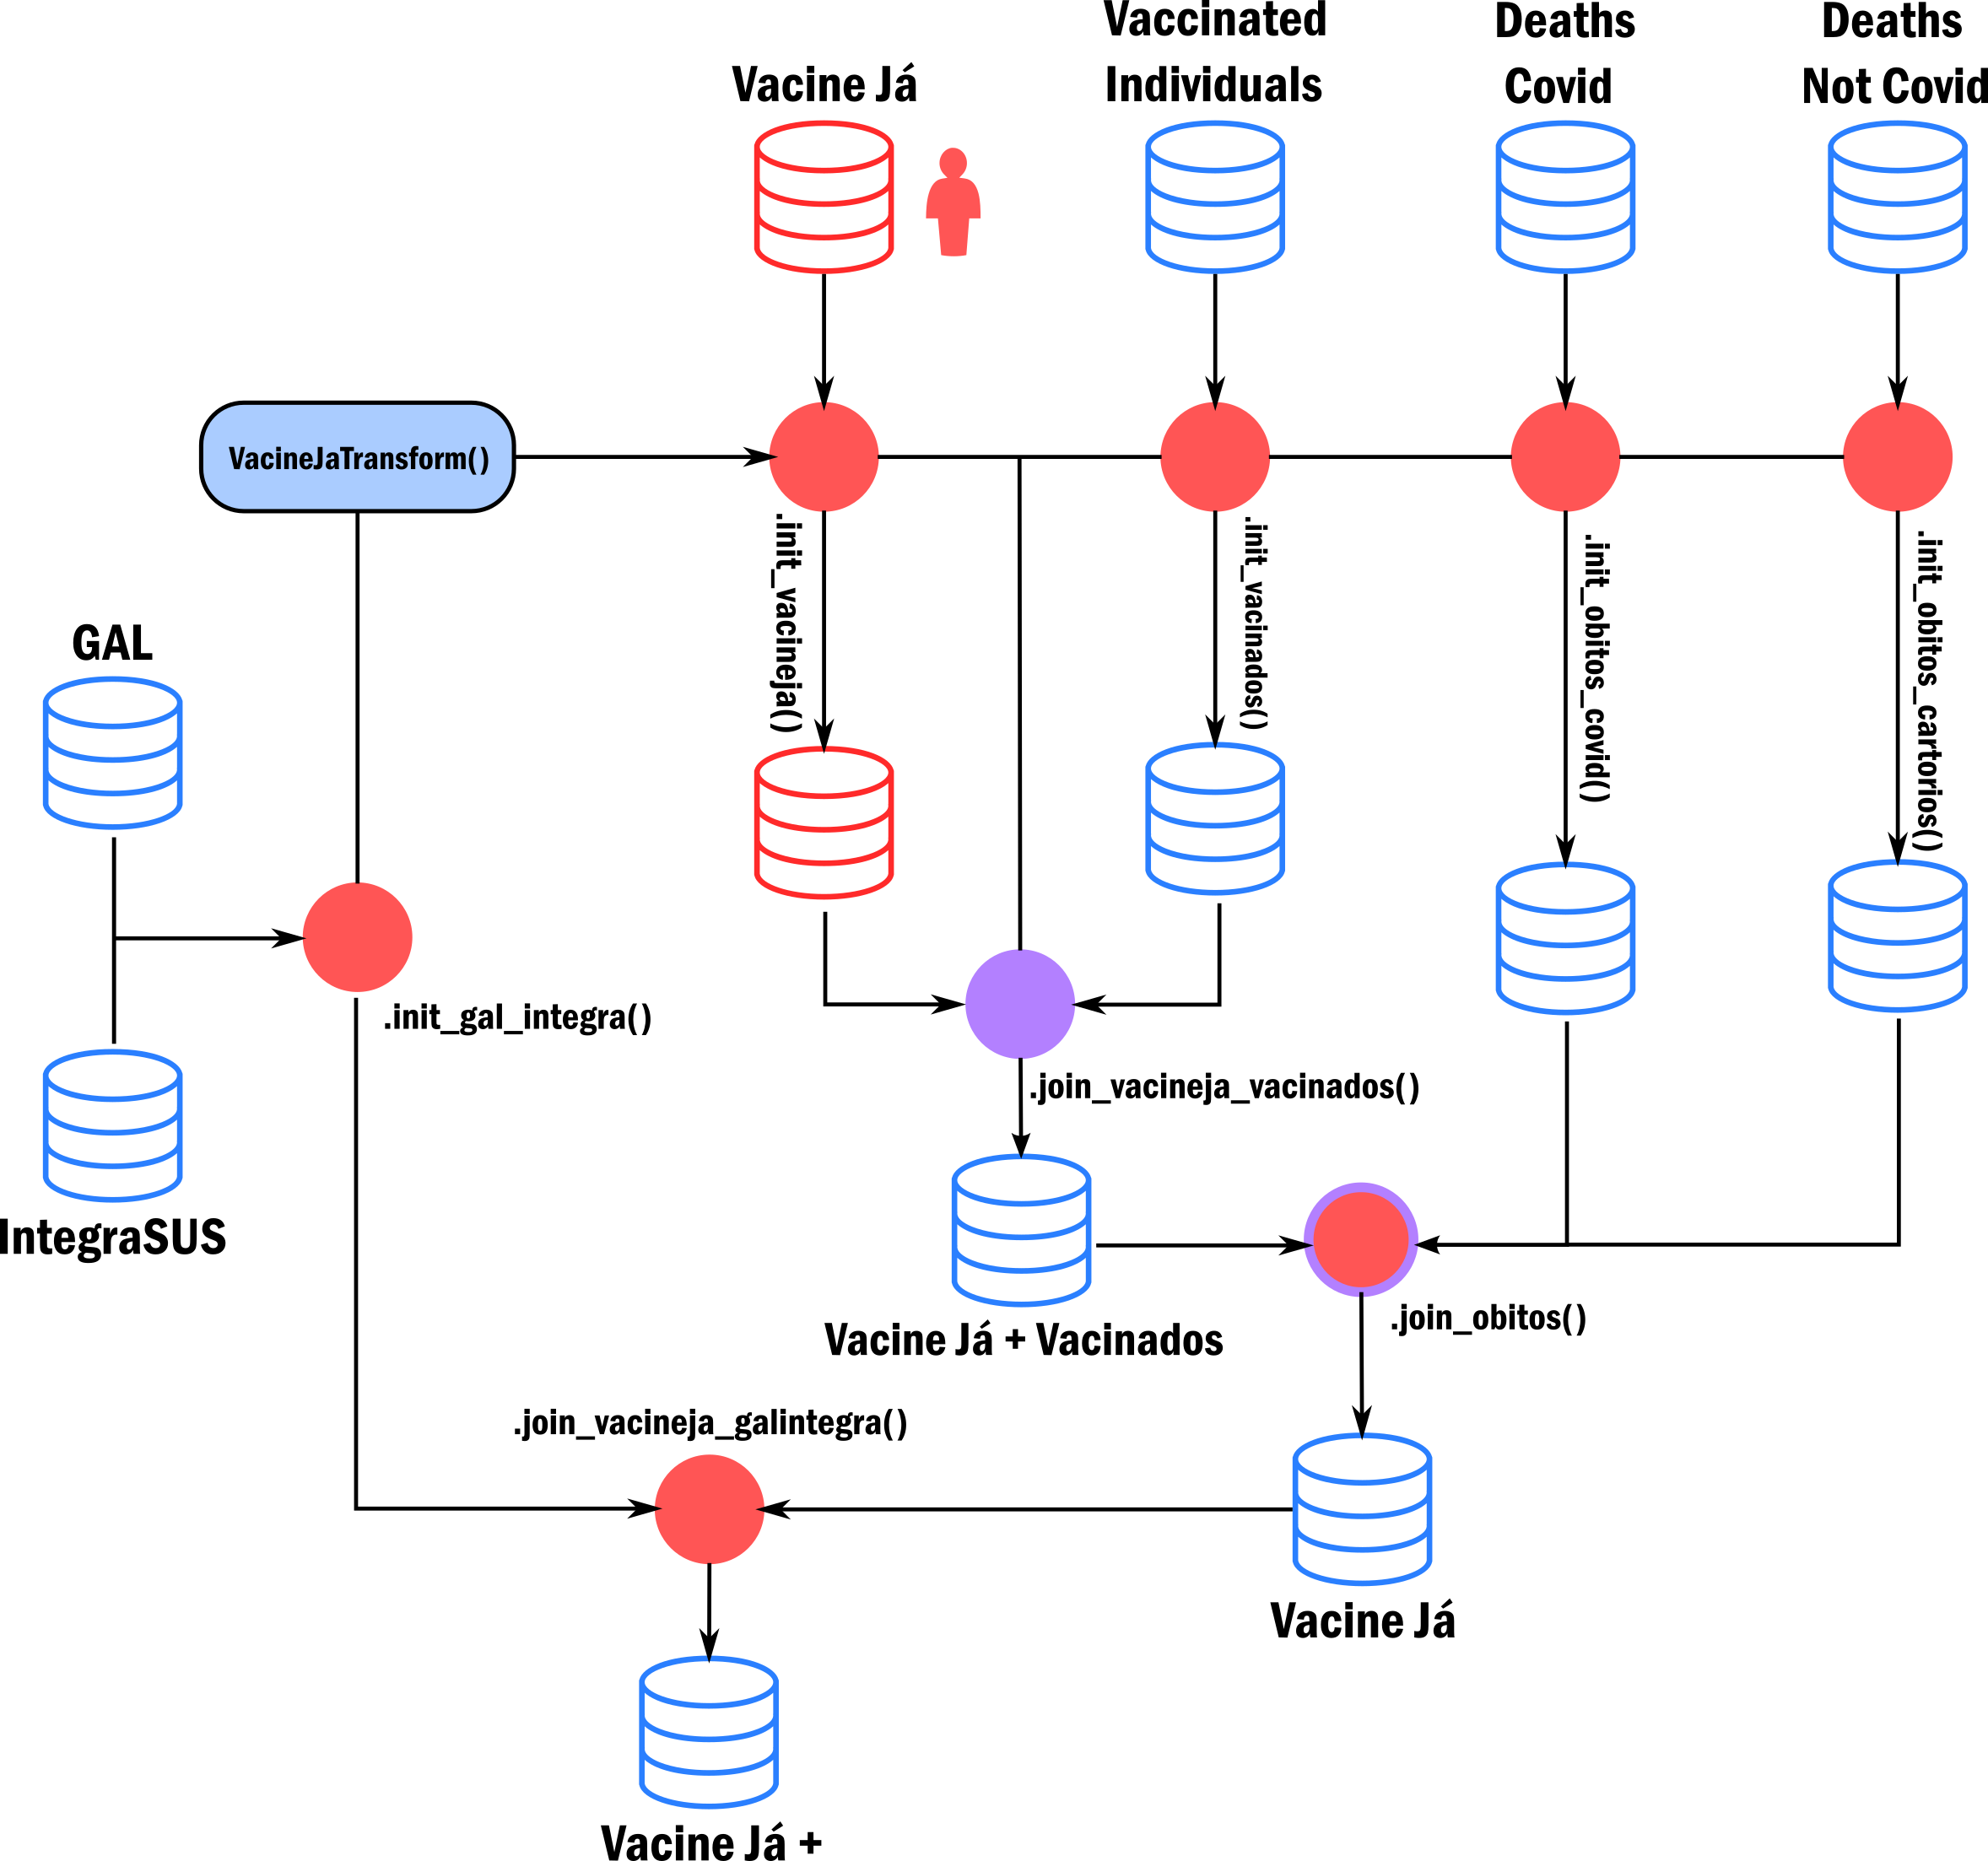 Vacine Já
Vaccinated
Individuals
Deaths
Covid
Deaths
Not Covid
VacineJaTransform()
.init_vacineja()
.init_vacinados()
.init_obitos_covid()
.init_obitos_cartorios()
GAL
IntegraSUS
.init_gal_integra()
.join_vacineja_vacinados()
Vacine Já + Vacinados
.join_obitos()
.join_vacineja_galintegra()
Vacine Já
Vacine Já +